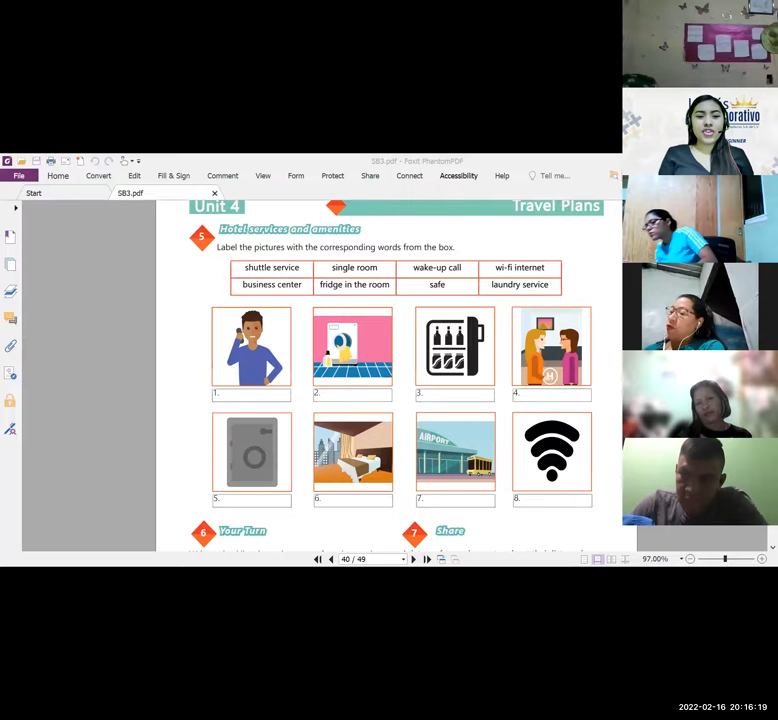 SB3.pdf - Foxit PhantomPDF
File Home Convert Edit Fill & Sign Comment View Form Protect Share Connect Accessibility Help Tell me...
Start SB3.pdf
Unit 4 Travel Plans
5 Hotel services and amenities
Label the pictures with the corresponding words from the box.
shuttle service single room wake-up call wi-fi internet
business center fridge in the room safe laundry service
AIRPORT
H
1. 2. 3. 4.
5. 6. 7. 8.
6 Your Turn 7 Share
40 / 49 97.00%
orativo
2022-02-16 20:16:19